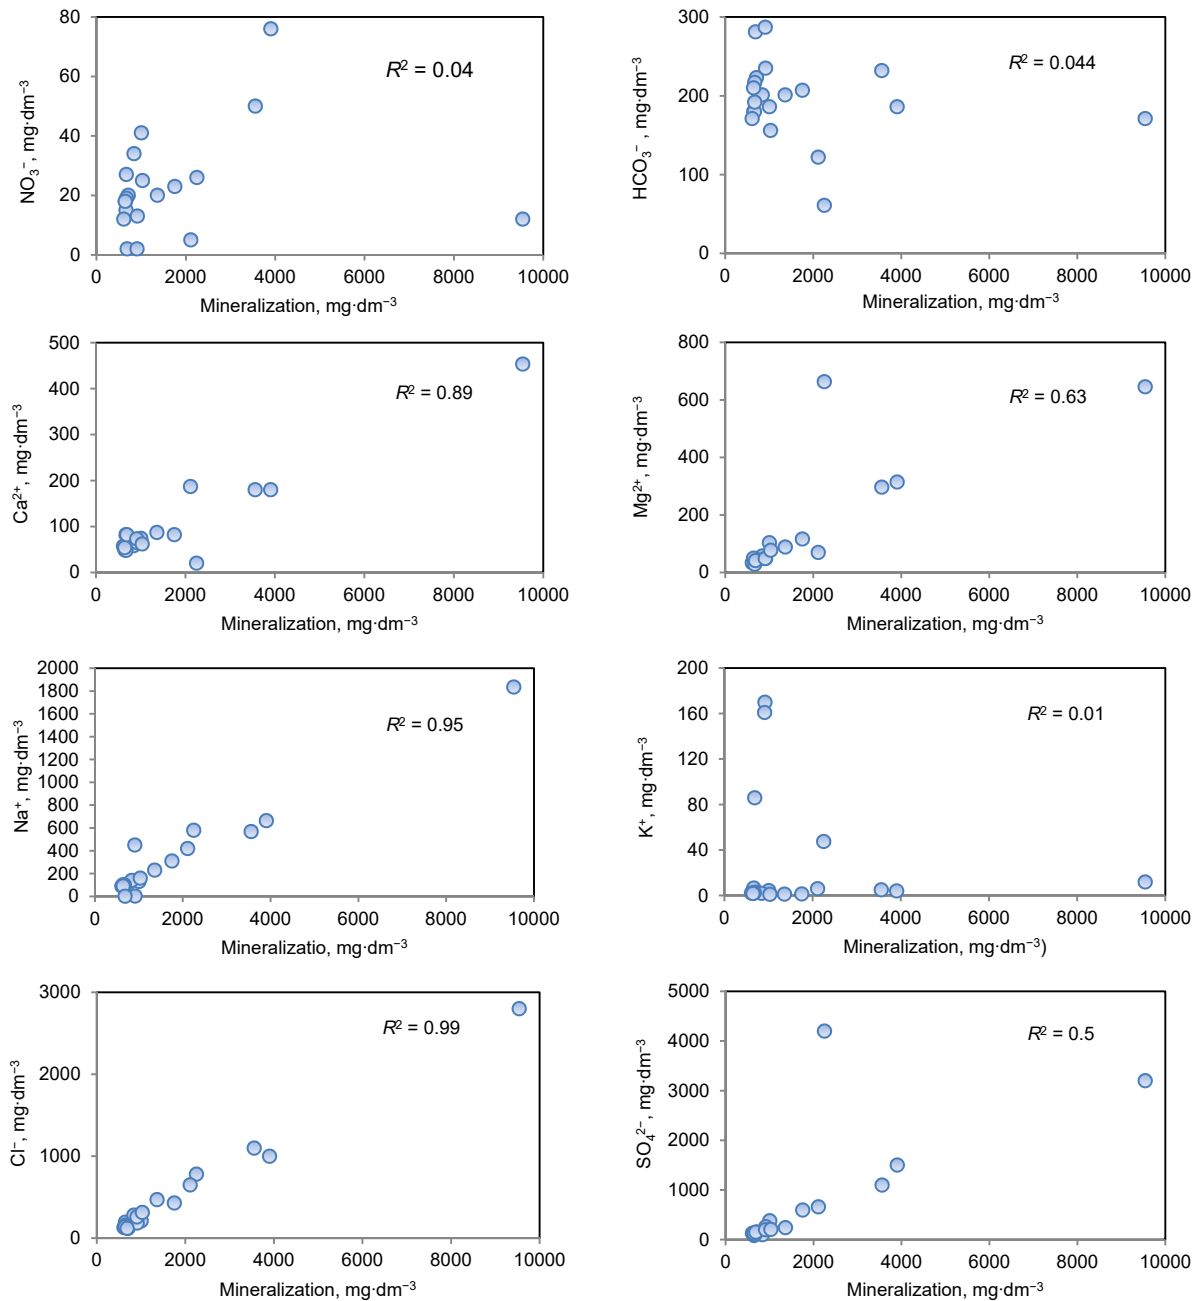 80
60
40
20
0
NO₃⁻, mg·dm⁻³
R² = 0.04
0 2000 4000 6000 8000 10000
Mineralization, mg·dm⁻³
300
200
100
0
HCO₃⁻, mg·dm⁻³
R² = 0.044
0 2000 4000 6000 8000 10000
Mineralization, mg·dm⁻³
500
400
300
200
100
0
Ca²⁺, mg·dm⁻³
R² = 0.89
0 2000 4000 6000 8000 10000
Mineralization, mg·dm⁻³
800
600
400
200
0
Mg²⁺, mg·dm⁻³
R² = 0.63
0 2000 4000 6000 8000 10000
Mineralization, mg·dm⁻³
2000
1800
1600
1400
1200
1000
800
600
400
200
0
Na⁺, mg·dm⁻³
R² = 0.95
0 2000 4000 6000 8000 10000
Mineralizatio, mg·dm⁻³
200
160
120
80
40
0
K⁺, mg·dm⁻³
R² = 0.01
0 2000 4000 6000 8000 10000
Mineralization, mg·dm⁻³)
3000
2000
1000
0
Cl⁻, mg·dm⁻³
R² = 0.99
0 2000 4000 6000 8000 10000
Mineralization, mg·dm⁻³
5000
4000
3000
2000
1000
0
SO₄²⁻, mg·dm⁻³
R² = 0.5
0 2000 4000 6000 8000 10000
Mineralization, mg·dm⁻³